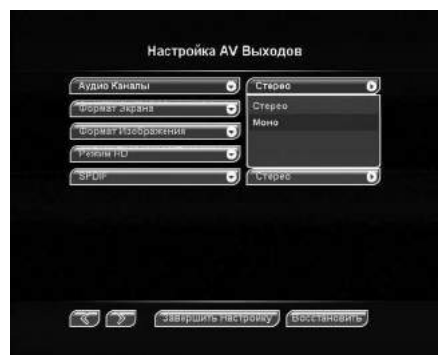 Настройка AV Выходов
Аудио Каналы Стерео
Формат Экрана Стерео
Формат Изображения Моно
Режим HD
SPDIF Стерео
Завершить Настройку Восстановить